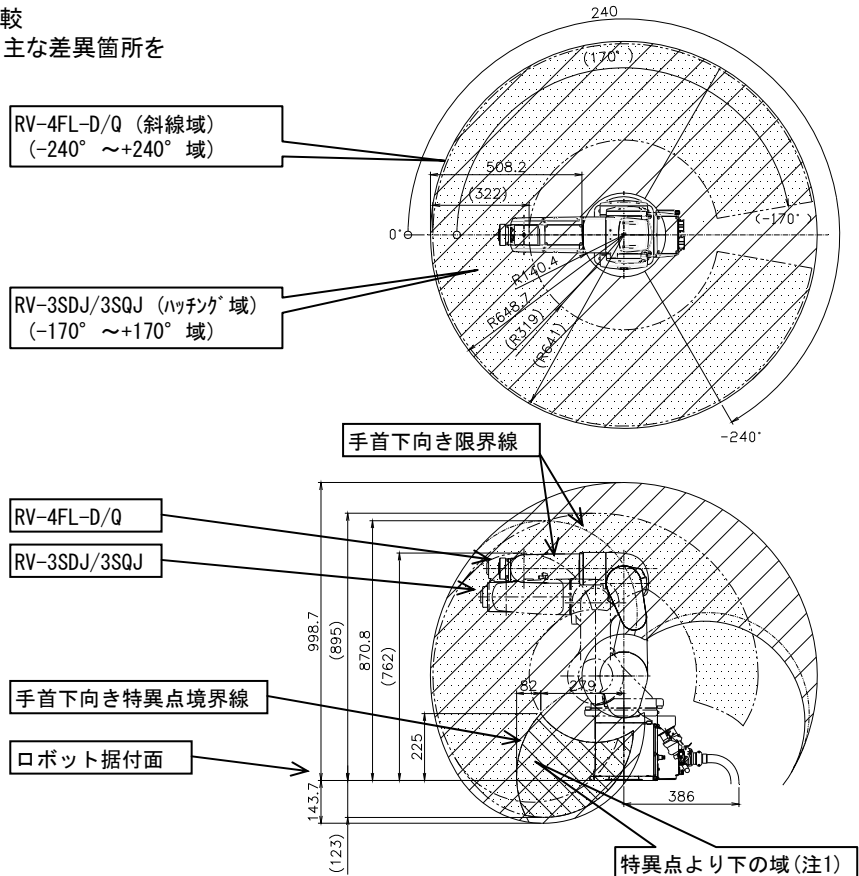 較
主な差異箇所を
240
(170°)
RV-4FL-D/Q (斜線域)
(-240° ～+240° 域)
508.2
(322)
(-170°)
0°
R140.4
R648.7
(R319)
(R641)
RV-3SDJ/3SQJ (ﾊｯﾁﾝｸﾞ域)
(-170° ～+170° 域)
-240°
手首下向き限界線
RV-4FL-D/Q
RV-3SDJ/3SQJ
998.7
(895)
870.8
(762)
手首下向き特異点境界線
82
279
225
ロボット据付面
386
143.7
(123)
特異点より下の域(注1)